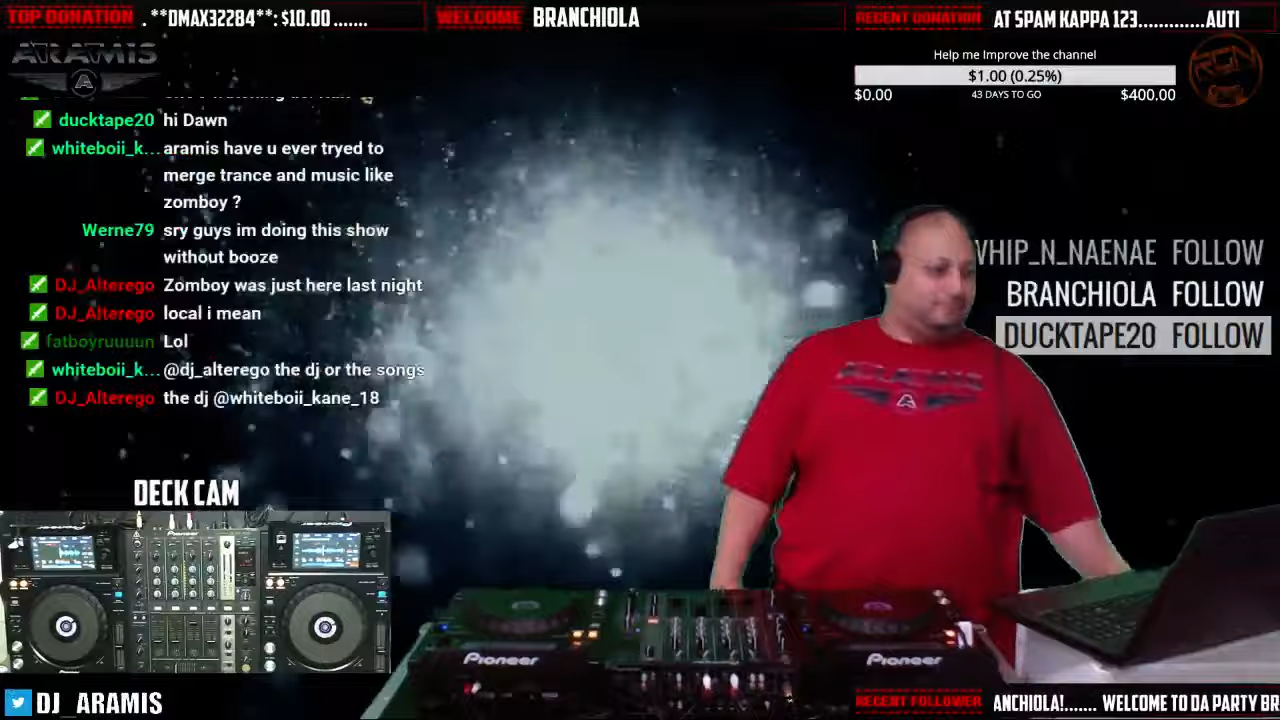 TOP DONATION . **DMAX32284**: $10.00 .......
WELCOME BRANCHIOLA
RECENT DONATION AT SPAM KAPPA 123............AUTI
ARAMIS
A
Help me Improve the channel
$1.00 (0.25%)
$0.00 43 DAYS TO GO $400.00
RGN
ducktape20 hi Dawn
whiteboii_k... aramis have u ever tryed to
merge trance and music like
zomboy ?
Werne79 sry guys im doing this show
without booze
DJ_Alterego Zomboy was just here last night
DJ_Alterego local i mean
fatboyruuuun Lol
whiteboii_k... @dj_alterego the dj or the songs
DJ_Alterego the dj @whiteboii_kane_18
WHIP_N_NAENAE FOLLOW
BRANCHIOLA FOLLOW
DUCKTAPE20 FOLLOW
ARAMIS
A
DECK CAM
Pioneer
Pioneer
Pioneer
DJ_ARAMIS
RECENT FOLLOWER ANCHIOLA!....... WELCOME TO DA PARTY BR